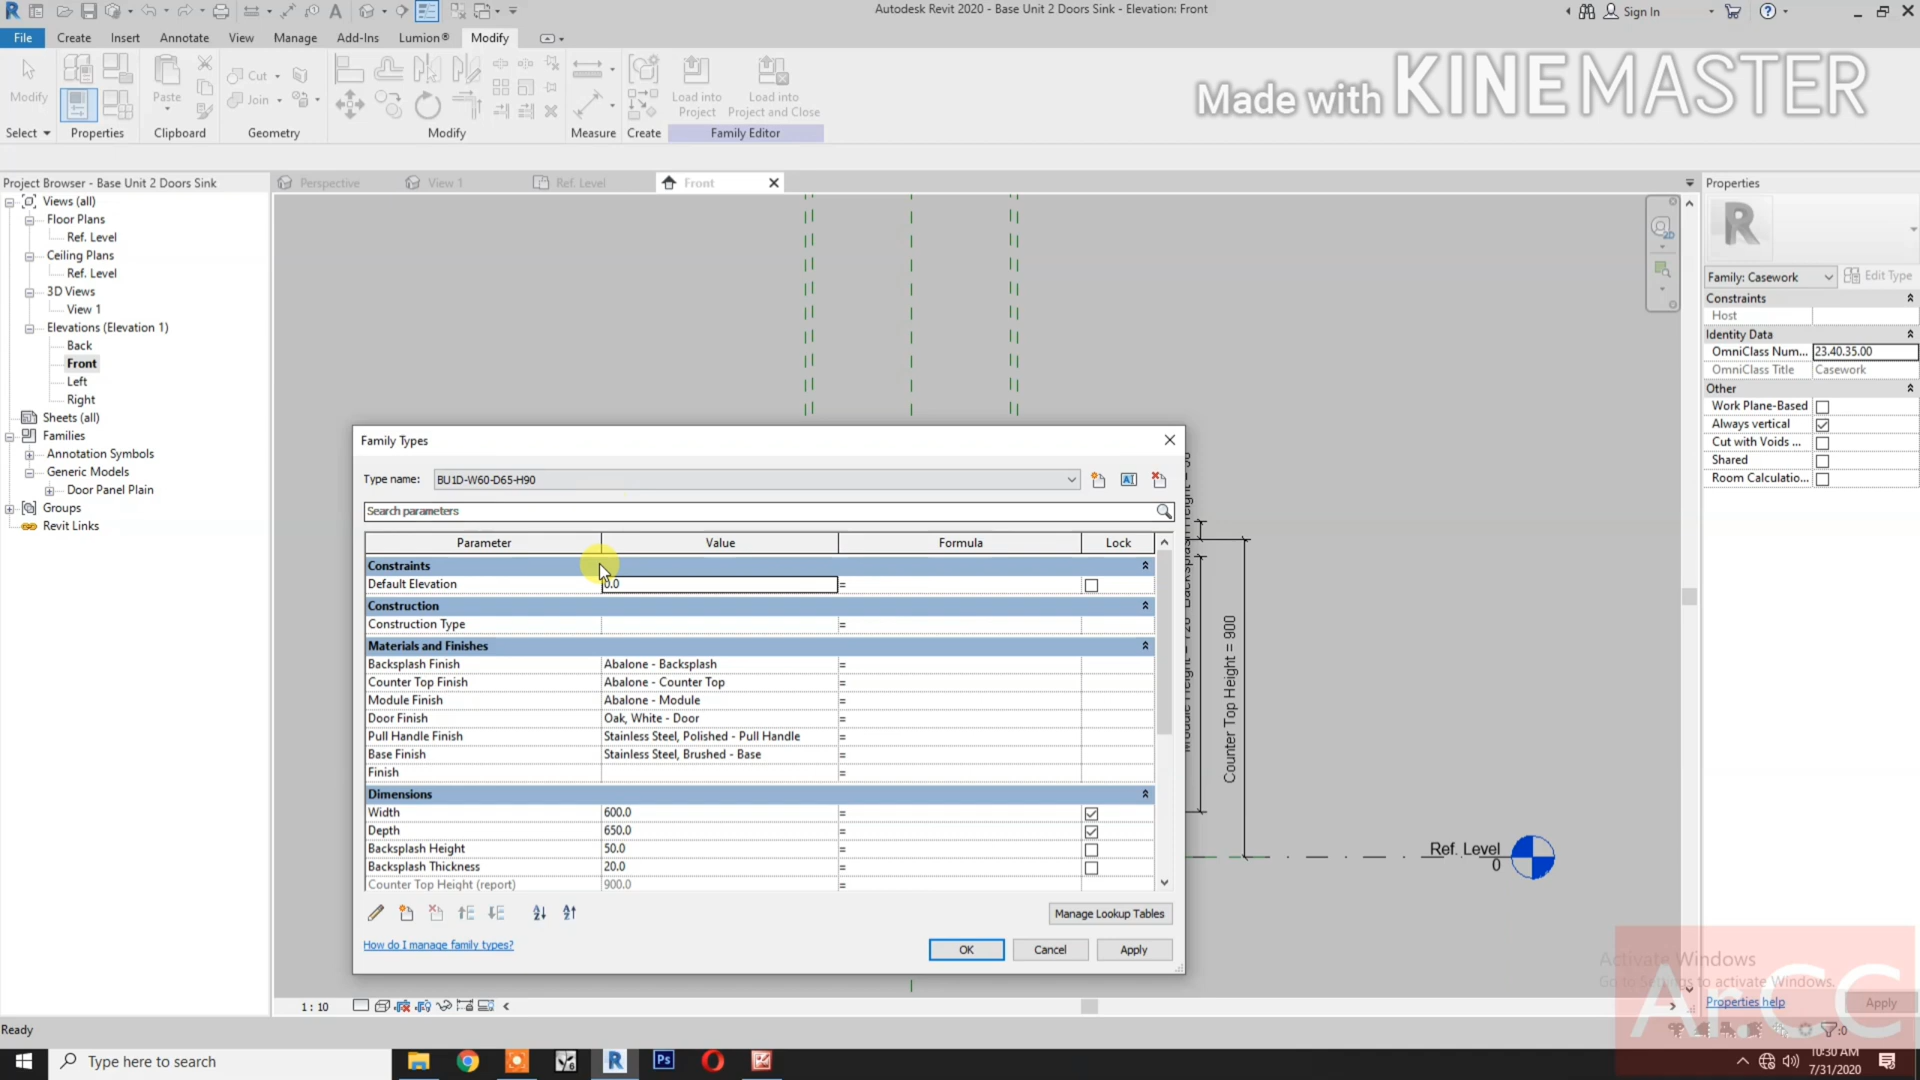 Autodesk Revit 2020 - Base Unit 2 Doors Sink - Elevation: Front
Sign In
File Create Insert Annotate View Manage Add-Ins Lumion® Modify
Modify
Paste
Cut
Join
Load into Project
Load into Project and Close
Select Properties Clipboard Geometry Modify Measure Create Family Editor
Made with KINEMASTER
Project Browser - Base Unit 2 Doors Sink
Views (all)
Floor Plans
Ref. Level
Ceiling Plans
Ref. Level
3D Views
View 1
Elevations (Elevation 1)
Back
Front
Left
Right
Sheets (all)
Families
Annotation Symbols
Generic Models
Door Panel Plain
Groups
Revit Links
Perspective View 1 Ref. Level Front
2D
Family Types
Type name: BU1D-W60-D65-H90
Search parameters
Parameter Value Formula Lock
Constraints
Default Elevation 0.0 =
Construction
Construction Type =
Materials and Finishes
Backsplash Finish Abalone - Backsplash =
Counter Top Finish Abalone - Counter Top =
Module Finish Abalone - Module =
Door Finish Oak, White - Door =
Pull Handle Finish Stainless Steel, Polished - Pull Handle =
Base Finish Stainless Steel, Brushed - Base =
Finish =
Dimensions
Width 600.0 =
Depth 650.0 =
Backsplash Height 50.0 =
Backsplash Thickness 20.0 =
Counter Top Height (report) 900.0 =
Manage Lookup Tables
How do I manage family types?
OK Cancel Apply
Counter Top Height = 900
Ref. Level
0
Properties
Family: Casework Edit Type
Constraints
Host
Identity Data
OmniClass Num... 23.40.35.00
OmniClass Title Casework
Other
Work Plane-Based
Always vertical
Cut with Voids ...
Shared
Room Calculatio...
Activate Windows
Go to Settings to activate Windows.
Properties help Apply
ArCC
1 : 10
Ready
:0
Type here to search
Ps
10:30 AM
7/31/2020